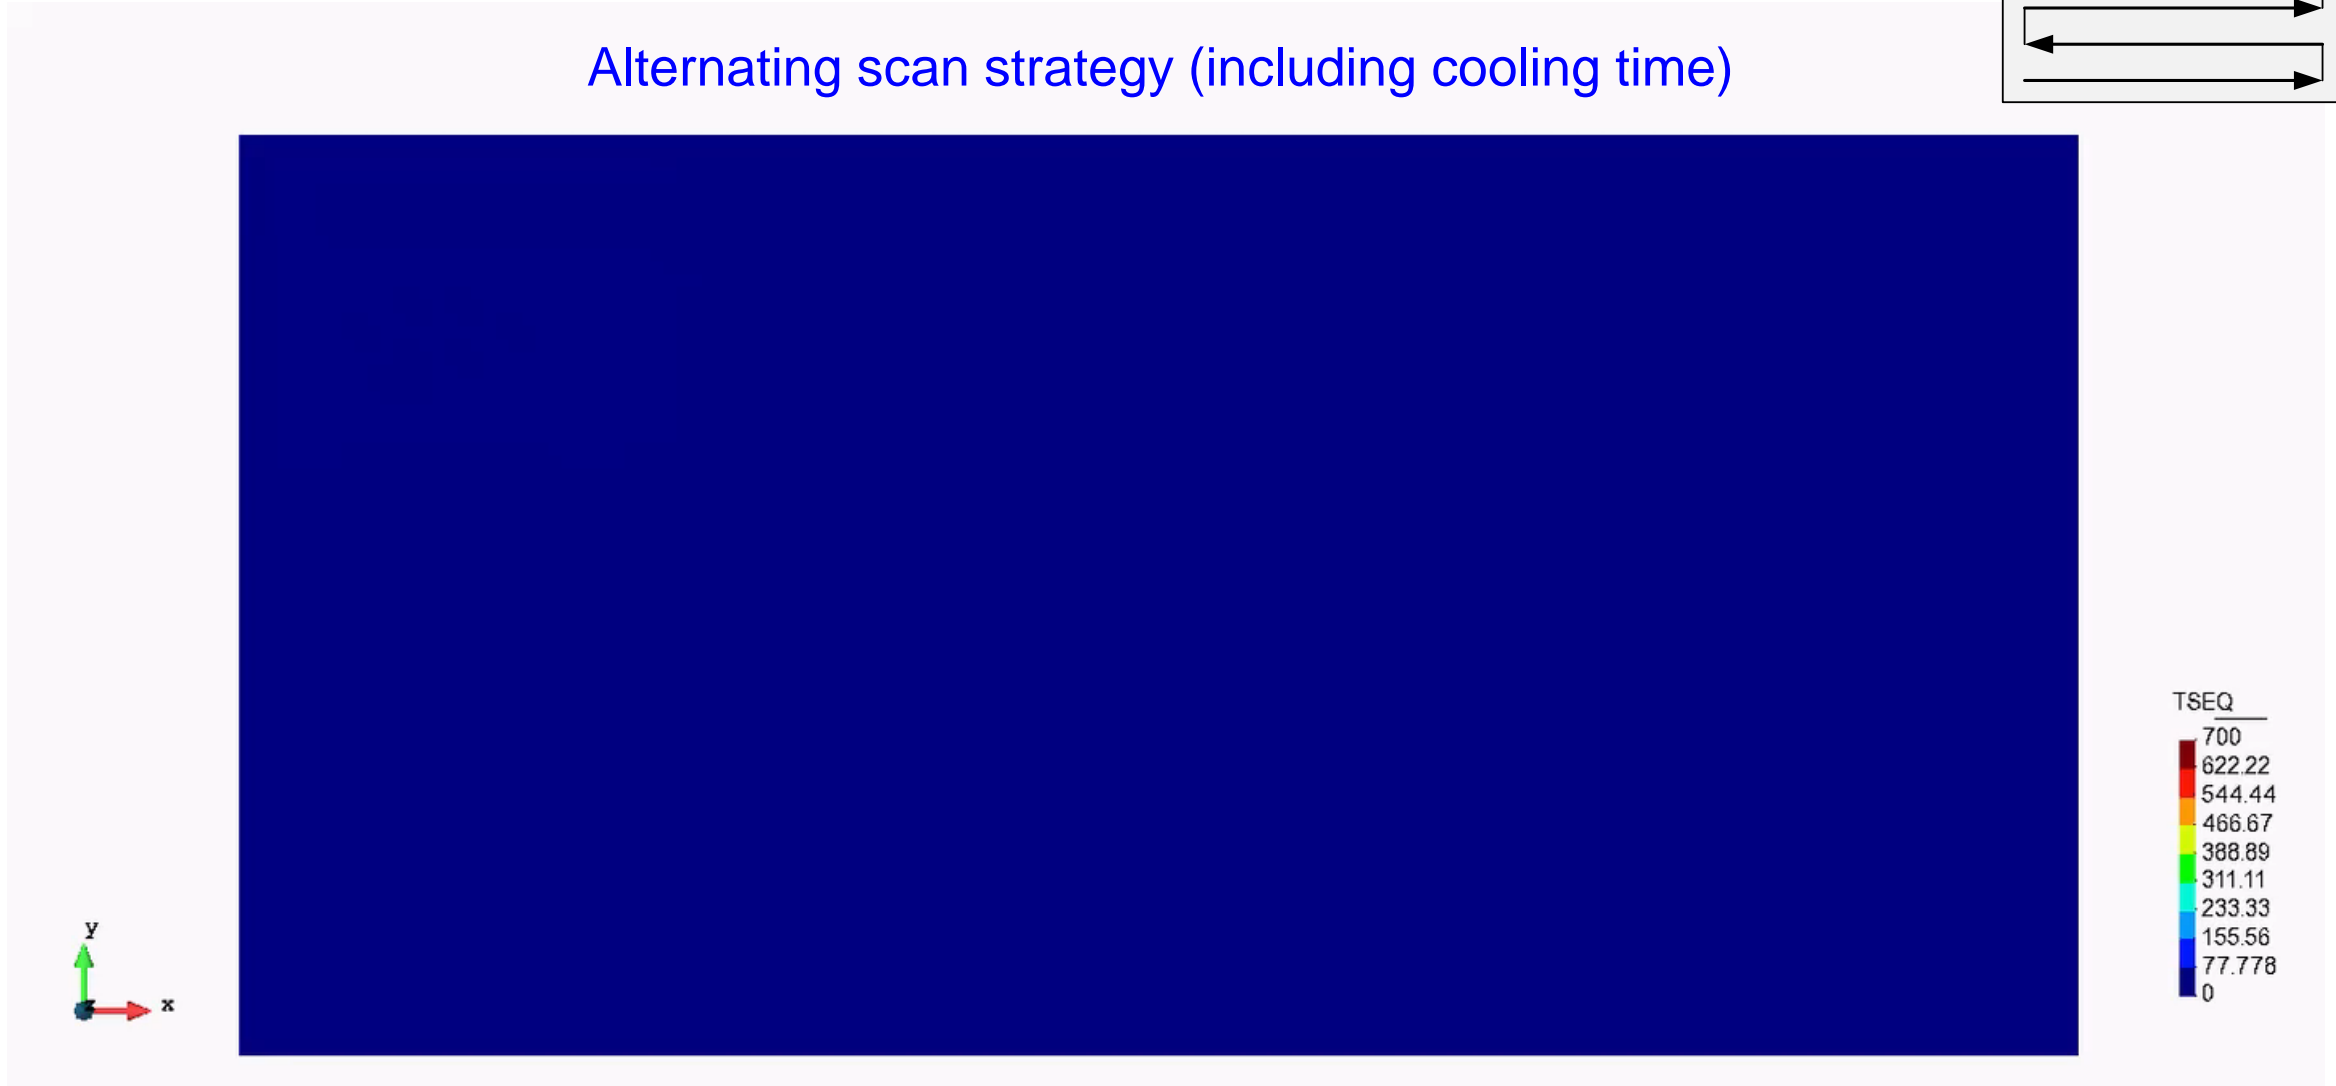 Alternating scan strategy (including cooling time)
TSEQ
700
622.22
544.44
466.67
388.89
311.11
233.33
155.56
77.778
0
y
x